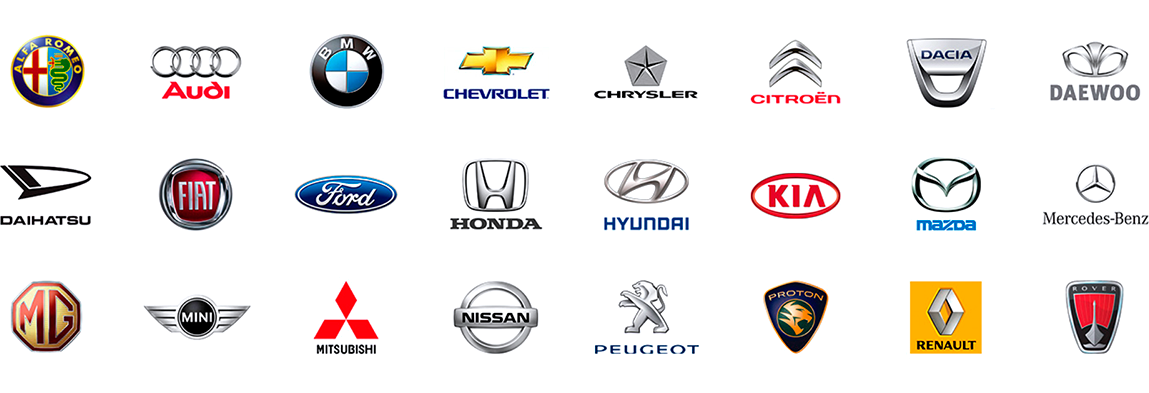 ALFA ROMEO
Audi
BMW
CHEVROLET
CHRYSLER
CITROËN
DACIA
DAEWOO
DAIHATSU
FIAT
Ford
HONDA
HYUNDAI
KIA
mazda
Mercedes-Benz
MG
MINI
MITSUBISHI
NISSAN
PEUGEOT
PROTON
RENAULT
ROVER